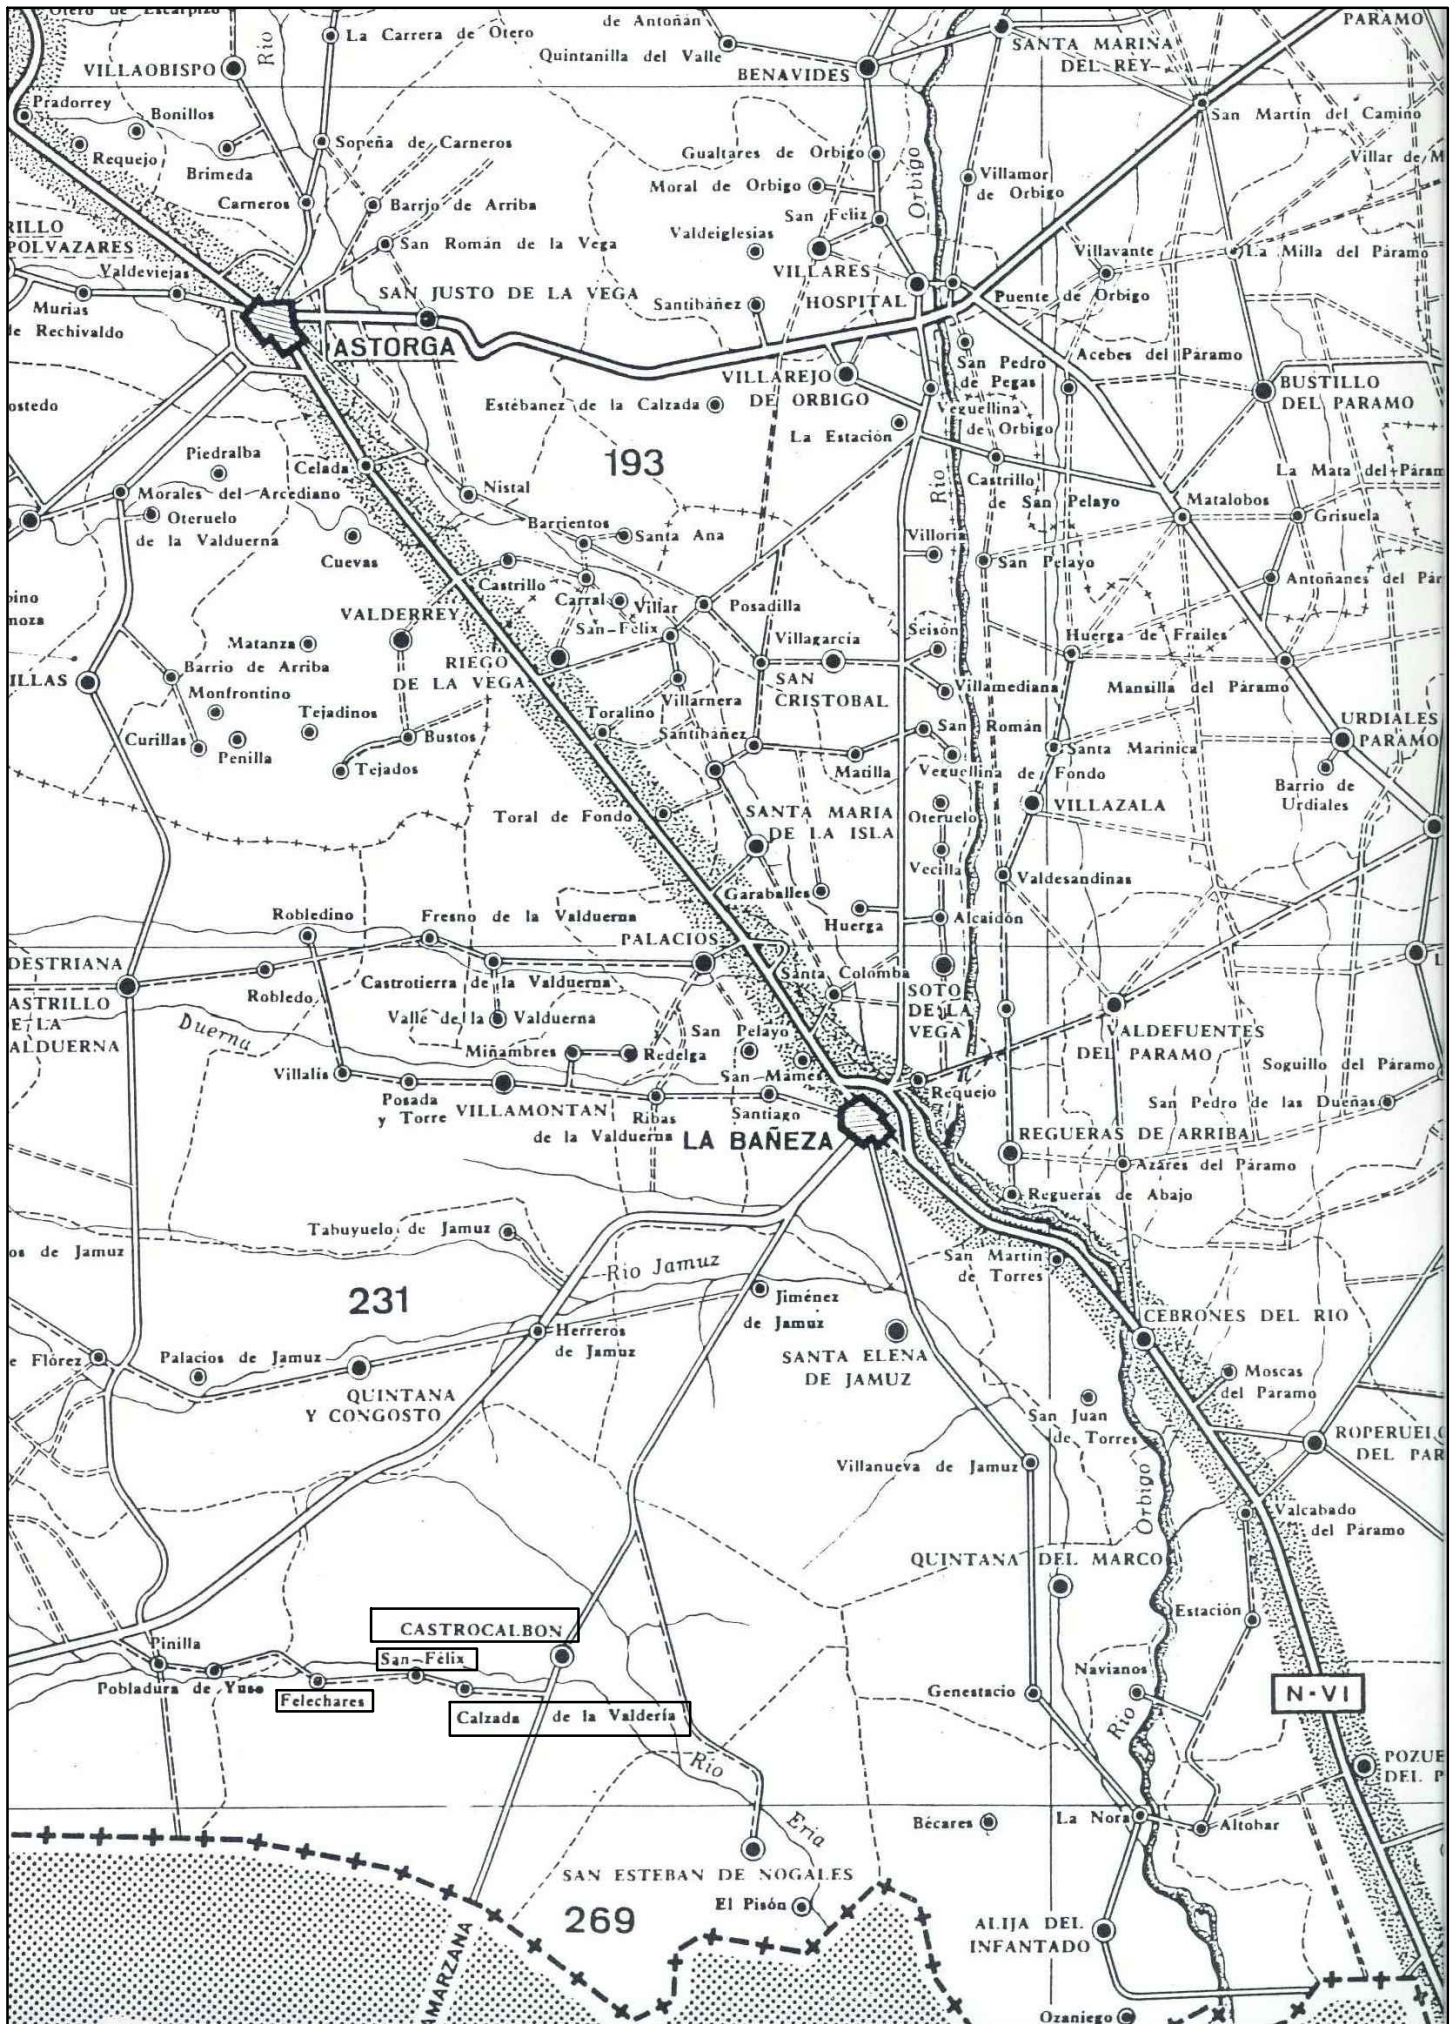 La Carrera de Otero
Río
VILLAOBISPO
Pradorrey
Bonillos
Requejo
Brimeda
Sopeña de Carneros
Carneros
Barrjo de Arriba
San Román de la Vega
de Antoñán
Quintanilla del Valle
BENAVIDES
SANTA MARINA
DEL REY
PARAMO
San Martín del Camino
Villar de M
Gualtares de Orbigo
Moral de Orbigo
Orbigo
Villamor
de Orbigo
San Feliz
Valdeiglesias
VILLARES
Villavante
La Milla del Páramo
RILLO
POLVAZARES
Valdeviejas
Murias
de Rechivaldo
SAN JUSTO DE LA VEGA
Santibáñez
HOSPITAL
Puente de Orbigo
ASTORGA
San Pedro
de Pegas
Acebes del Páramo
VILLAREJO
DE ORBIGO
BUSTILLO
DEL PARAMO
ostedo
Estébanez de la Calzada
Veguellina
de Orbigo
La Estación
Piedralba
Celada
193
Río
Castrillo
de San Pelayo
La Mata del Páram
Morales del Arcediano
Nistal
Matalobos
Oteruelo
de la Valduerna
Grisuela
Barrientos
Santa Ana
Cuevas
Villoria
San Pelayo
Castrillo
Antoñanes del Pár
Carral
Villar
Posadilla
VALDERREY
San-Félix
Villagarcía
Seisón
Huerga de Frailes
Matanza
Barrio de Arriba
RIEGO
DE LA VEGA
SAN
CRISTOBAL
ILLAS
Monfrontino
Villarnera
Villamediana
Mansilla del Páramo
Tejadinos
Toralino
Curillas
Penilla
Bustos
Santibáñez
San Román
Santa Marinica
URDIALES
PARAMO
Tejados
Matilla
Veguellina de Fondo
Barrio de
Urdiales
Toral de Fondo
SANTA MARIA
DE LA ISLA
Oteruelo
VILLAZALA
Vecilla
Valdesandinas
Garaballes
Robledino
Fresno de la Valduerna
Huerga
Alcaidón
PALACIOS
DESTRIANA
Robledo
Castrotierra de la Valduerna
Santa Colomba
SOTO
DE LA
VEGA
ASTRILLO
E LA
ALDUERNA
Duerna
Valle de la Valduerna
San Pelayo
VALDEFUENTES
DEL PARAMO
Miñambres
Redelga
Soguillo del Páramo
Villalís
San Mamés
Requejo
Posada
y Torre
VILLAMONTAN
Ribas
de la Valduerna
Santiago
San Pedro de las Dueñas
LA BAÑEZA
REGUERAS DE ARRIBA
Azares del Páramo
Regueras de Abajo
Tabuyuelo de Jamuz
os de Jamuz
Río Jamuz
San Martín
de Torres
231
Jiménez
de Jamuz
CEBRONES DEL RIO
Herreros
de Jamuz
e Flórez
Palacios de Jamuz
SANTA ELENA
DE JAMUZ
Moscas
del Páramo
QUINTANA
Y CONGOSTO
San Juan
de Torres
ROPERUELO
DEL PAR
Villanueva de Jamuz
Orbigo
Valcabado
del Páramo
QUINTANA DEL MARCO
Estación
CASTROCALBON
Pinilla
San-Félix
Navianos
Pobladura de Yuso
Felechares
Genestacio
N-VI
Calzada de la Valdería
Río
Río
POZUE
DEL P
Bécares
La Nora
Altobar
Eria
SAN ESTEBAN DE NOGALES
El Pisón
269
ALIJA DEL
INFANTADO
AMARZANA
Ozaniego